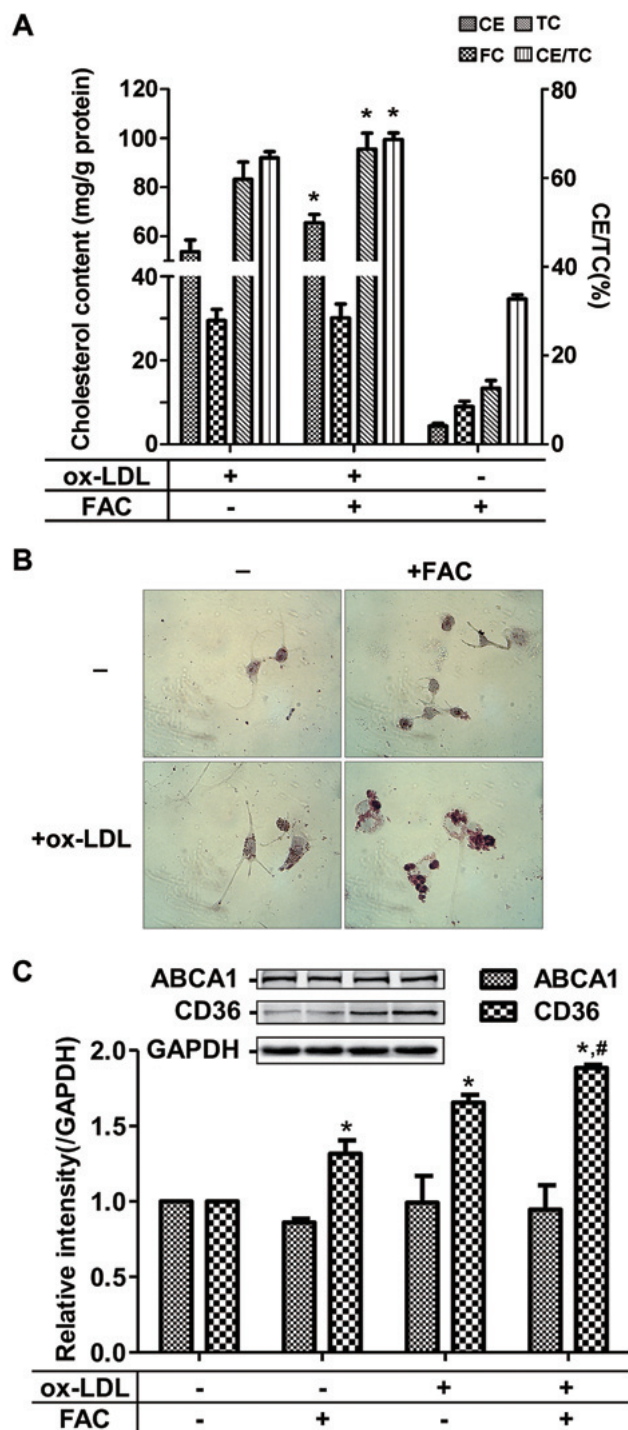 A
CE TC
FC CE/TC
Cholesterol content (mg/g protein)
120
100
80
60
40
20
0
* * *
80
60
40
20
0
CE/TC(%)
ox-LDL + + -
FAC - + +
B
– +FAC
–
+ox-LDL
C
ABCA1
CD36
GAPDH
ABCA1
CD36
Relative intensity(/GAPDH)
2.0
1.5
1.0
0.5
0.0
* * *,#
ox-LDL - - + +
FAC - + - +